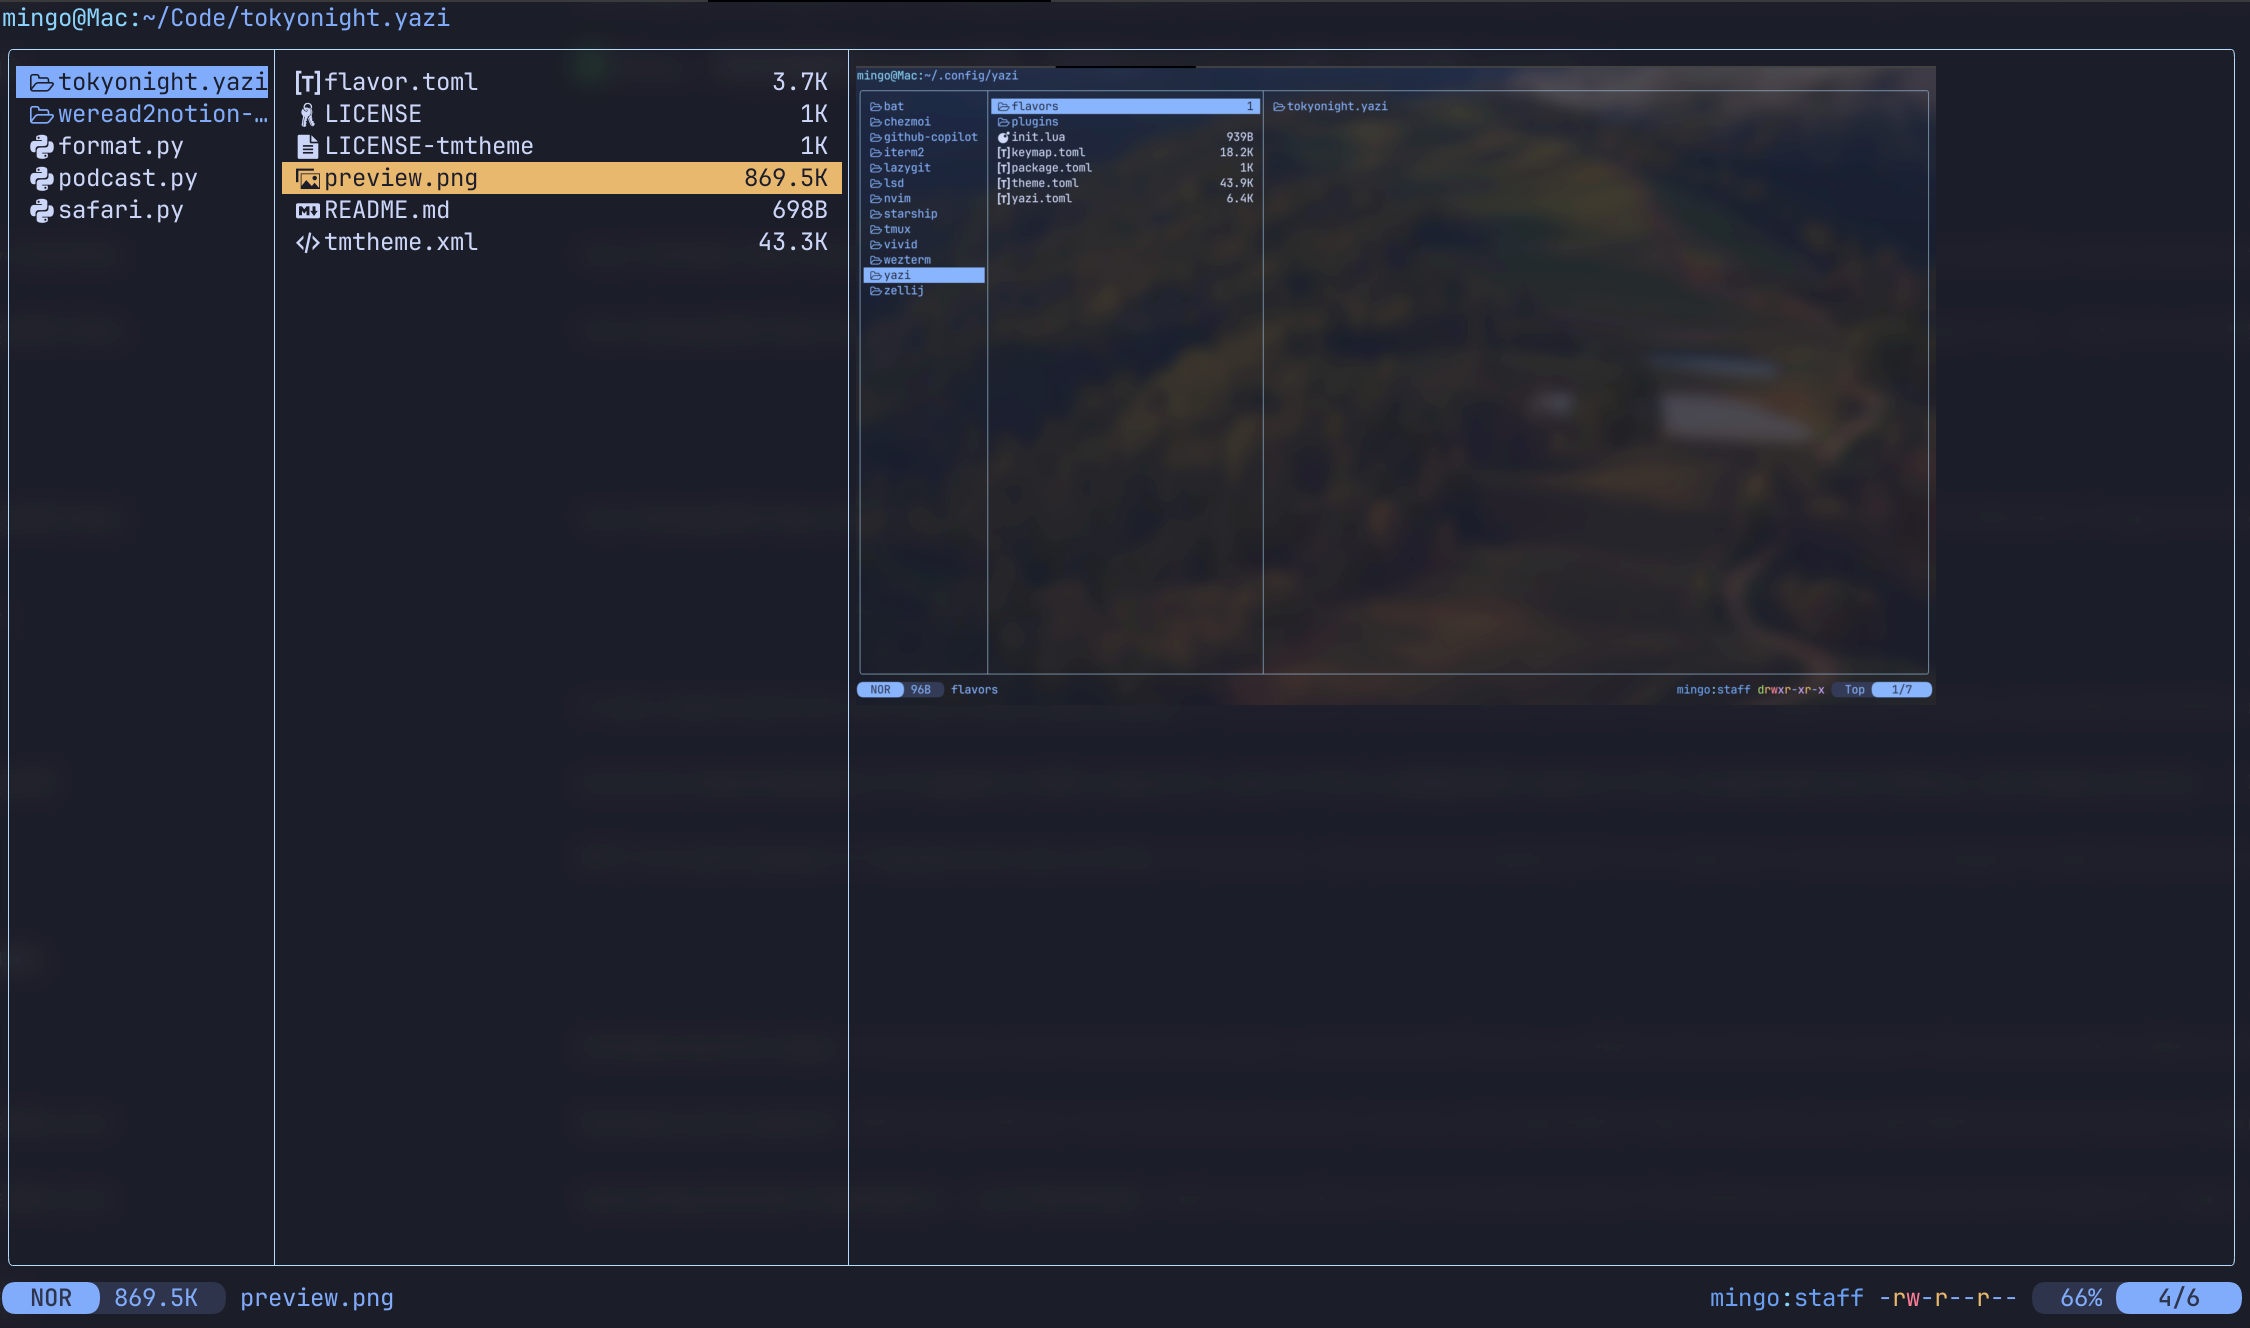 mingo@Mac:~/Code/tokyonight.yazi
tokyonight.yazi
weread2notion-…
format.py
podcast.py
safari.py
[T]flavor.toml 3.7K
LICENSE 1K
LICENSE-tmtheme 1K
preview.png 869.5K
README.md 698B
</>tmtheme.xml 43.3K
mingo@Mac:~/.config/yazi
bat
chezmoi
github-copilot
iterm2
lazygit
lsd
nvim
starship
tmux
vivid
wezterm
yazi
zellij
flavors 1
plugins
init.lua 939B
[T]keymap.toml 18.2K
[T]package.toml 1K
[T]theme.toml 43.9K
[T]yazi.toml 6.4K
tokyonight.yazi
NOR 96B flavors mingo:staff drwxr-xr-x Top 1/7
NOR 869.5K preview.png mingo:staff -rw-r--r-- 66% 4/6